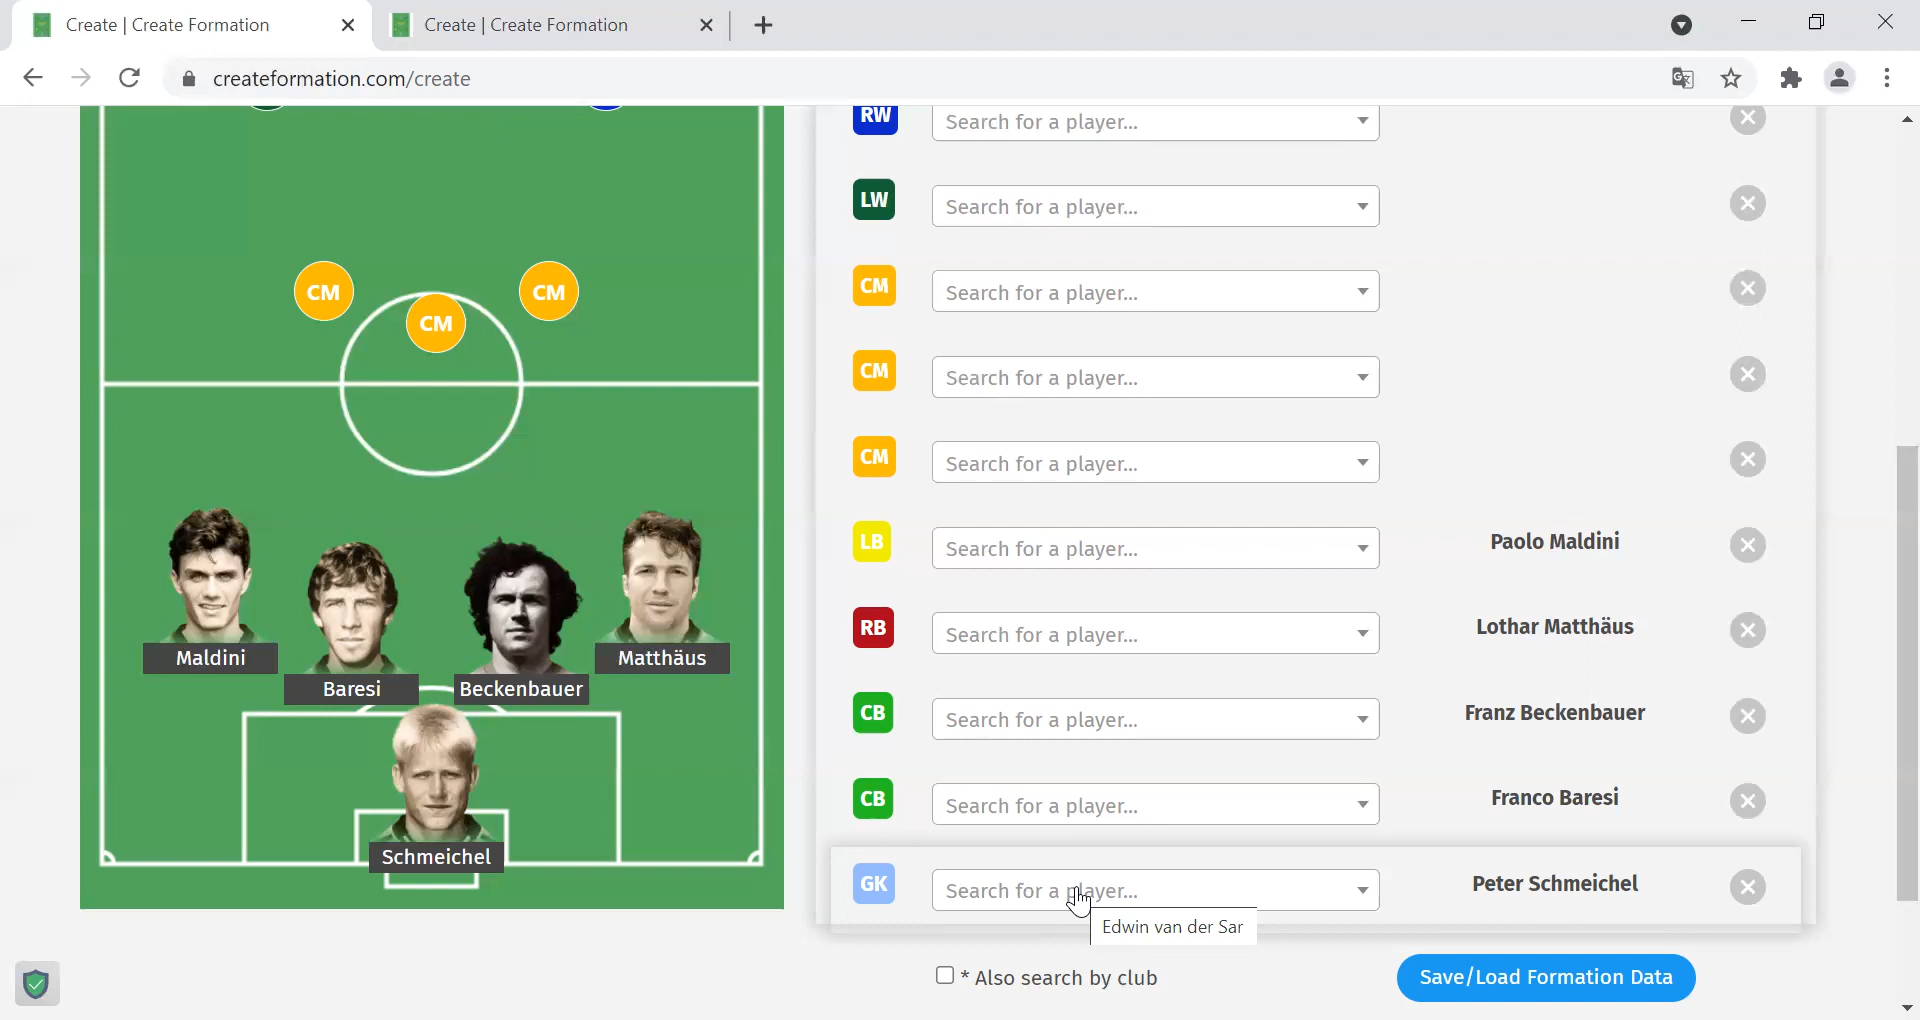 Create | Create Formation
Create | Create Formation
createformation.com/create
RW Search for a player...
LW Search for a player...
CM Search for a player...
CM Search for a player...
CM Search for a player...
LB Search for a player... Paolo Maldini
RB Search for a player... Lothar Matthäus
CB Search for a player... Franz Beckenbauer
CB Search for a player... Franco Baresi
GK Search for a player... Peter Schmeichel
Edwin van der Sar
* Also search by club
Save/Load Formation Data
CM
CM
CM
Maldini
Matthäus
Baresi
Beckenbauer
Schmeichel